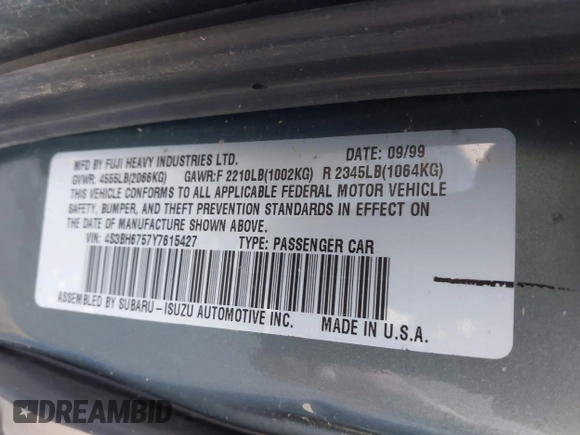 MFD BY FUJI HEAVY INDUSTRIES LTD. DATE: 09/99
GVWR: 4555LB(2066KG) GAWR:F 2210LB(1002KG) R 2345LB(1064KG)
THIS VEHICLE CONFORMS TO ALL APPLICABLE FEDERAL MOTOR VEHICLE
SAFETY, BUMPER, AND THEFT PREVENTION STANDARDS IN EFFECT ON
THE DATE OF MANUFACTURE SHOWN ABOVE.
VIN: 4S3BH6757Y7615427 TYPE: PASSENGER CAR
ASSEMBLED BY SUBARU-ISUZU AUTOMOTIVE INC. MADE IN U.S.A.
DREAMBID